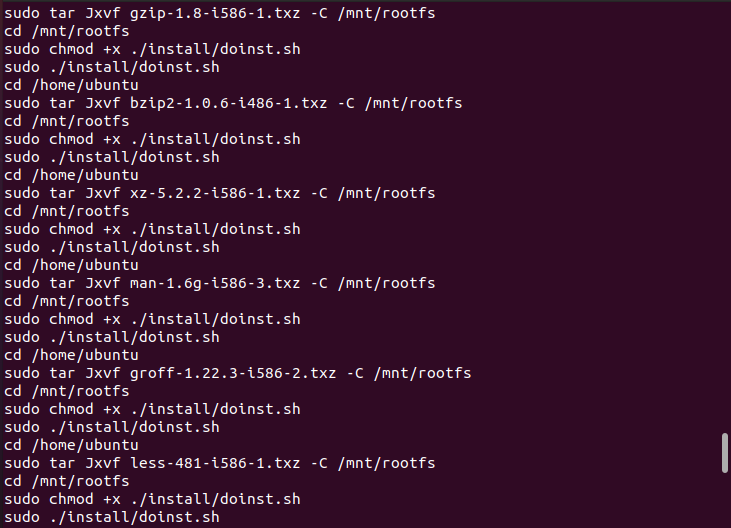 sudo tar Jxvf gzip-1.8-i586-1.txz -C /mnt/rootfs
cd /mnt/rootfs
sudo chmod +x ./install/doinst.sh
sudo ./install/doinst.sh
cd /home/ubuntu
sudo tar Jxvf bzip2-1.0.6-i486-1.txz -C /mnt/rootfs
cd /mnt/rootfs
sudo chmod +x ./install/doinst.sh
sudo ./install/doinst.sh
cd /home/ubuntu
sudo tar Jxvf xz-5.2.2-i586-1.txz -C /mnt/rootfs
cd /mnt/rootfs
sudo chmod +x ./install/doinst.sh
sudo ./install/doinst.sh
cd /home/ubuntu
sudo tar Jxvf man-1.6g-i586-3.txz -C /mnt/rootfs
cd /mnt/rootfs
sudo chmod +x ./install/doinst.sh
sudo ./install/doinst.sh
cd /home/ubuntu
sudo tar Jxvf groff-1.22.3-i586-2.txz -C /mnt/rootfs
cd /mnt/rootfs
sudo chmod +x ./install/doinst.sh
sudo ./install/doinst.sh
cd /home/ubuntu
sudo tar Jxvf less-481-i586-1.txz -C /mnt/rootfs
cd /mnt/rootfs
sudo chmod +x ./install/doinst.sh
sudo ./install/doinst.sh